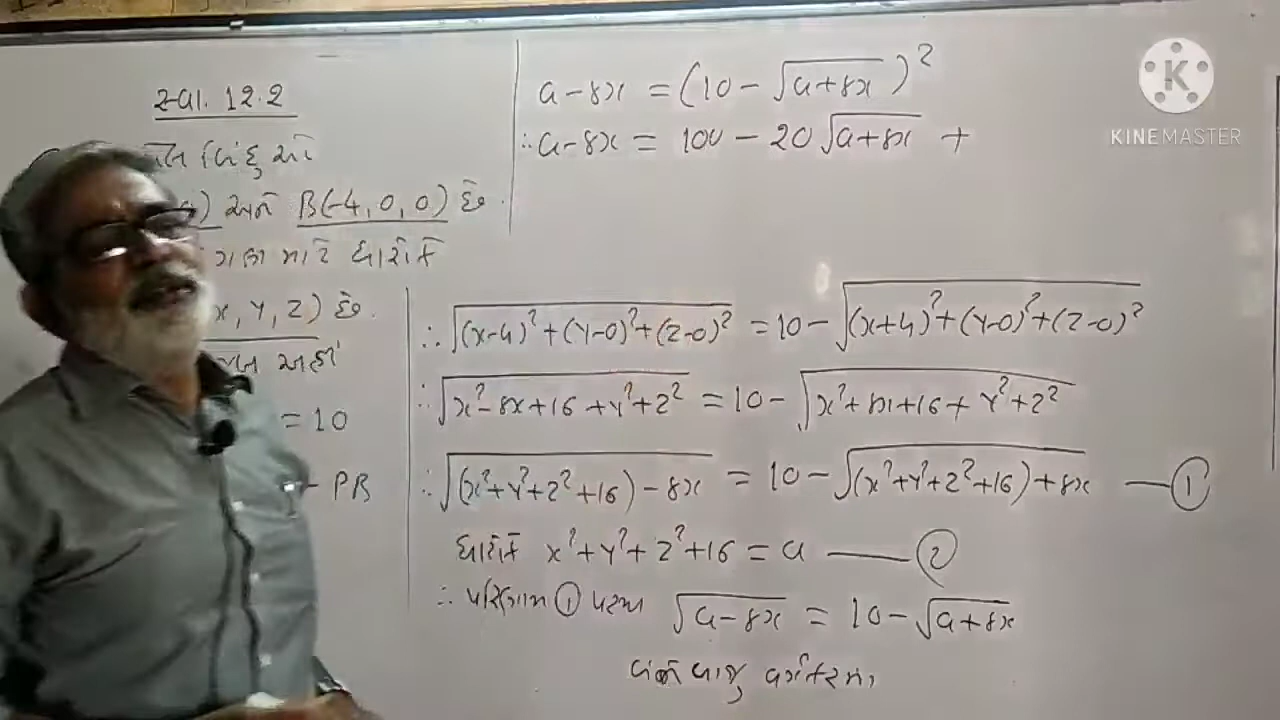 સ્વા. 12.2
બિંદુ અને
અને B(-4, 0, 0) છે.
માટે ધારોકે
x, y, z) છે.
= 10
- PB
a - 8x = (10 - √(a+8x))²
∴ a - 8x = 100 - 20√(a+8x) +
∴ √((x-4)² + (y-0)² + (z-0)²) = 10 - √((x+4)² + (y-0)² + (z-0)²)
∴ √(x² - 8x + 16 + y² + z²) = 10 - √(x² + 8x + 16 + y² + z²)
∴ √((x² + y² + z² + 16) - 8x) = 10 - √((x² + y² + z² + 16) + 8x) — ①
ધારોકે x² + y² + z² + 16 = a — ②
∴ પરિણામ ① પરથી √(a-8x) = 10 - √(a+8x)
બંને બાજુ વર્ગ કરતાં,
KINEMASTER